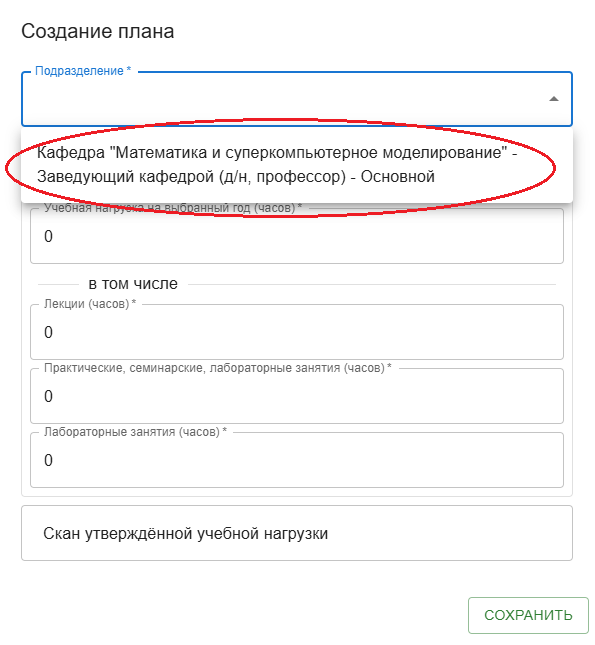 Создание плана
Подразделение *
Кафедра "Математика и суперкомпьютерное моделирование" -
Заведующий кафедрой (д/н, профессор) - Основной
Учебная нагрузка на выбранный год (часов) *
0
в том числе
Лекции (часов) *
0
Практические, семинарские, лабораторные занятия (часов) *
0
Лабораторные занятия (часов) *
0
Скан утверждённой учебной нагрузки
СОХРАНИТЬ